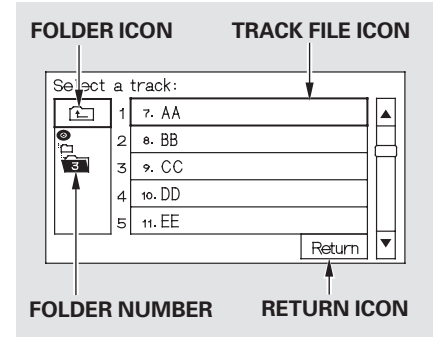 FOLDER ICON TRACK FILE ICON
Select a track:
1 7. AA
2 8. BB
3 3 9. CC
4 10. DD
5 11. EE
Return
FOLDER NUMBER RETURN ICON